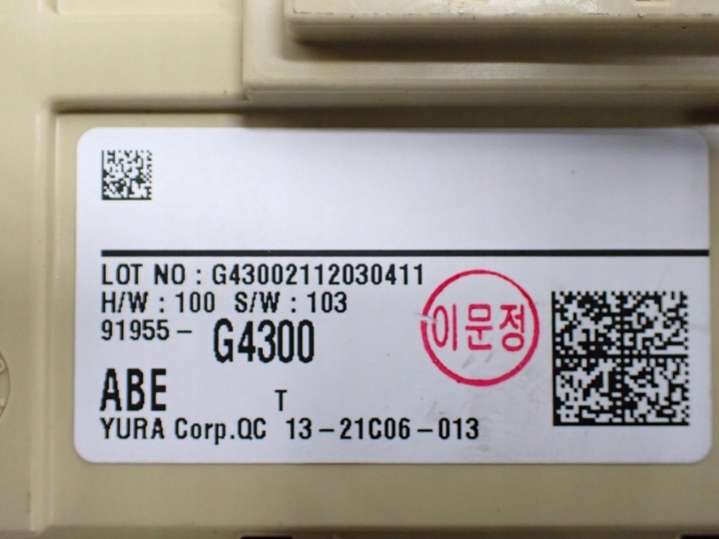 LOT NO : G43002112030411
H/W : 100 S/W : 103
91955 - G4300
이문정
ABE T
YURA Corp.QC 13-21C06-013